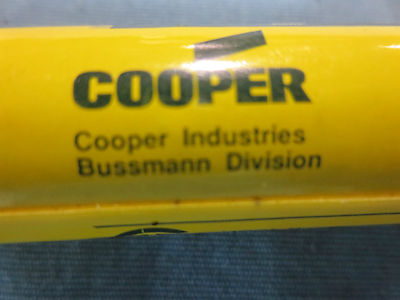 COOPER
Cooper Industries
Bussmann Division